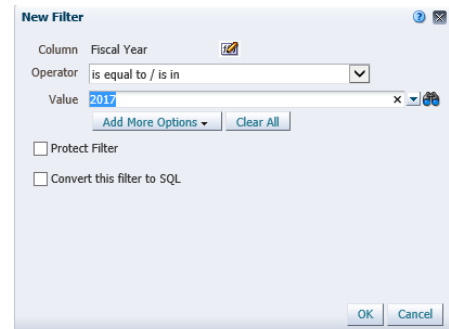 New Filter
Column Fiscal Year
Operator is equal to / is in
Value 2017
Add More Options Clear All
Protect Filter
Convert this filter to SQL
OK Cancel